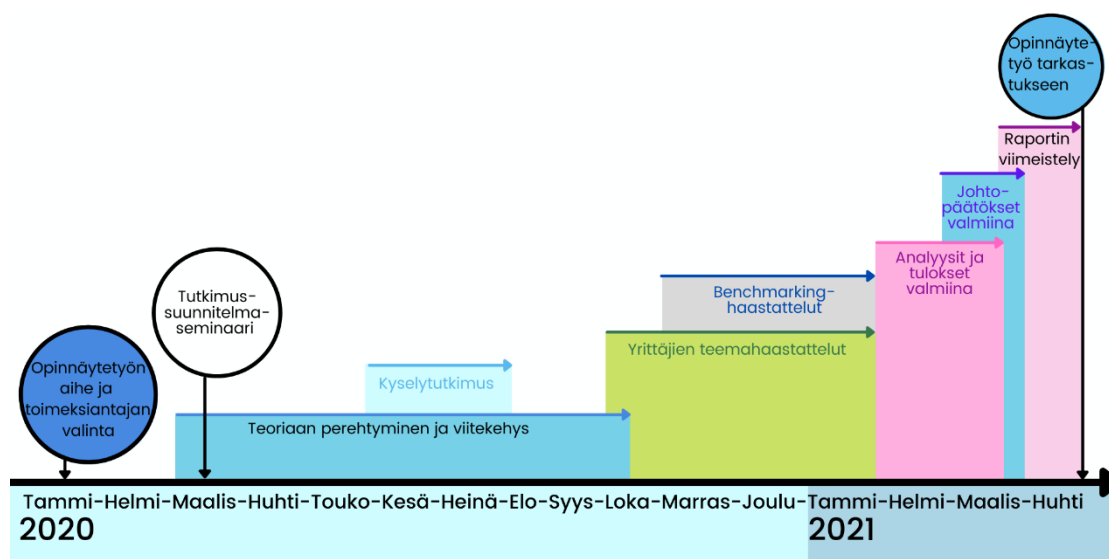 Opinnäyte-
työ tarkas-
tukseen
Raportin
viimeistely
Johto-
päätökset
valmiina
Analyysit ja
tulokset
valmiina
Benchmarking-
haastattelut
Tutkimus-
suunnitelma-
seminaari
Yrittäjien teemahaastattelut
Opinnäytetyön
aihe ja
toimeksiantajan
valinta
Kyselytutkimus
Teoriaan perehtyminen ja viitekehys
Tammi-Helmi-Maalis-Huhti-Touko-Kesä-Heinä-Elo-Syys-Loka-Marras-Joulu-Tammi-Helmi-Maalis-Huhti
2020 2021